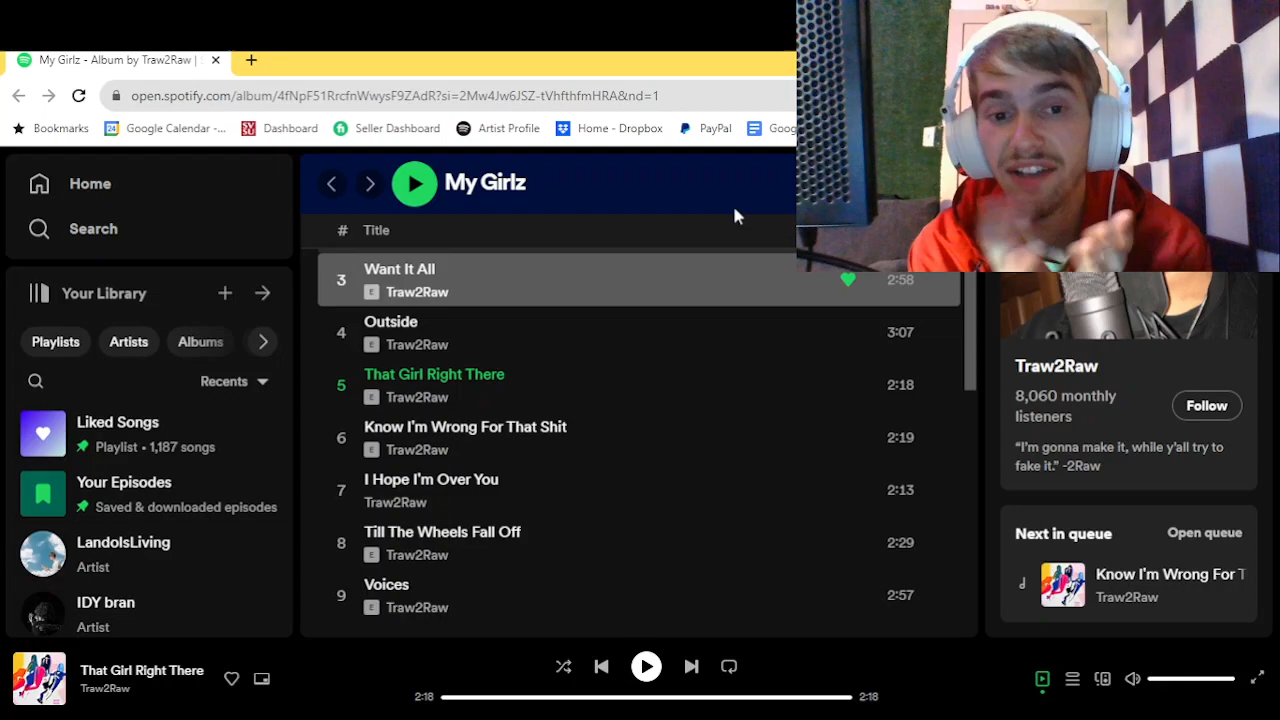 My Girlz - Album by Traw2Raw |
open.spotify.com/album/4fNpF51RrcfnWwysF9ZAdR?si=2Mw4Jw6JSZ-tVhfthfmHRA&nd=1
Bookmarks
Google Calendar -...
Dashboard
Seller Dashboard
Artist Profile
Home - Dropbox
PayPal
Goog
Home
Search
Your Library
Playlists
Artists
Albums
Recents
Liked Songs
Playlist • 1,187 songs
Your Episodes
Saved & downloaded episodes
LandoIsLiving
Artist
IDY bran
Artist
My Girlz
# Title
3 Want It All 2:58
E Traw2Raw
4 Outside 3:07
E Traw2Raw
5 That Girl Right There 2:18
E Traw2Raw
6 Know I'm Wrong For That Shit 2:19
E Traw2Raw
7 I Hope I'm Over You 2:13
Traw2Raw
8 Till The Wheels Fall Off 2:29
E Traw2Raw
9 Voices 2:57
E Traw2Raw
Traw2Raw
8,060 monthly
listeners
Follow
“I'm gonna make it, while y'all try to
fake it.” -2Raw
Next in queue
Open queue
Know I'm Wrong For T
Traw2Raw
That Girl Right There
Traw2Raw
2:18
2:18